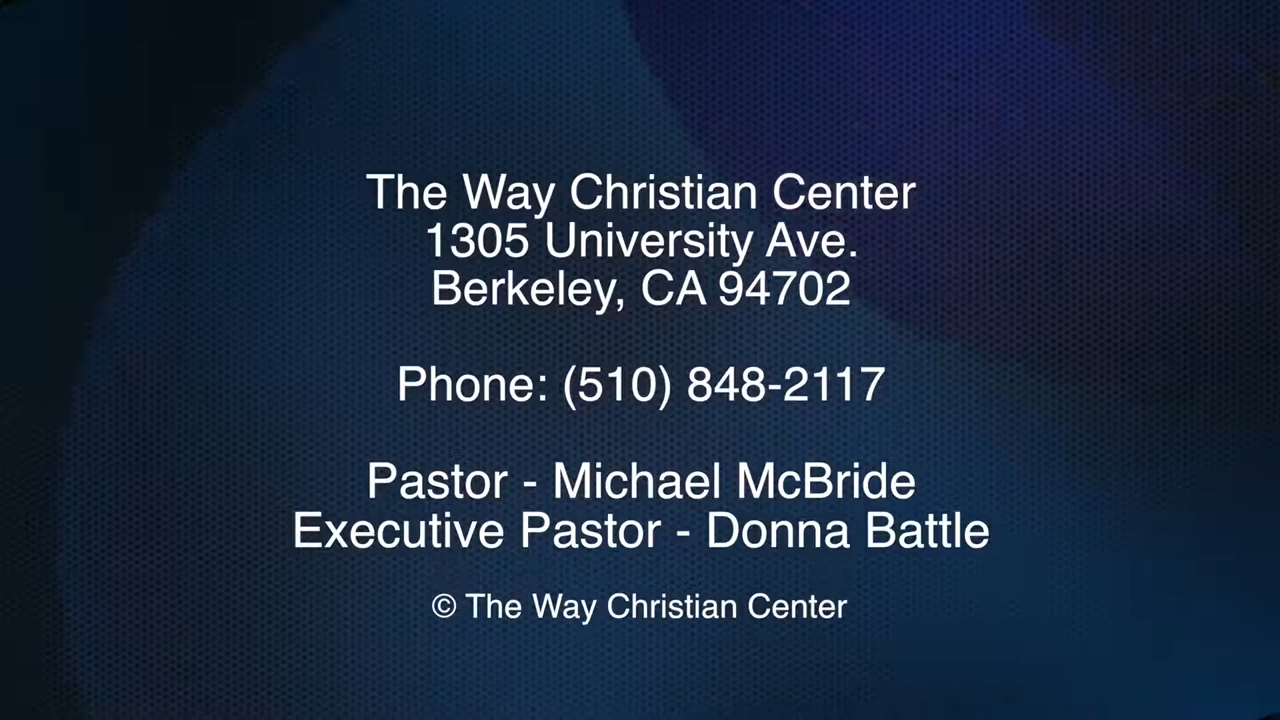 The Way Christian Center
1305 University Ave.
Berkeley, CA 94702
Phone: (510) 848-2117
Pastor - Michael McBride
Executive Pastor - Donna Battle
© The Way Christian Center